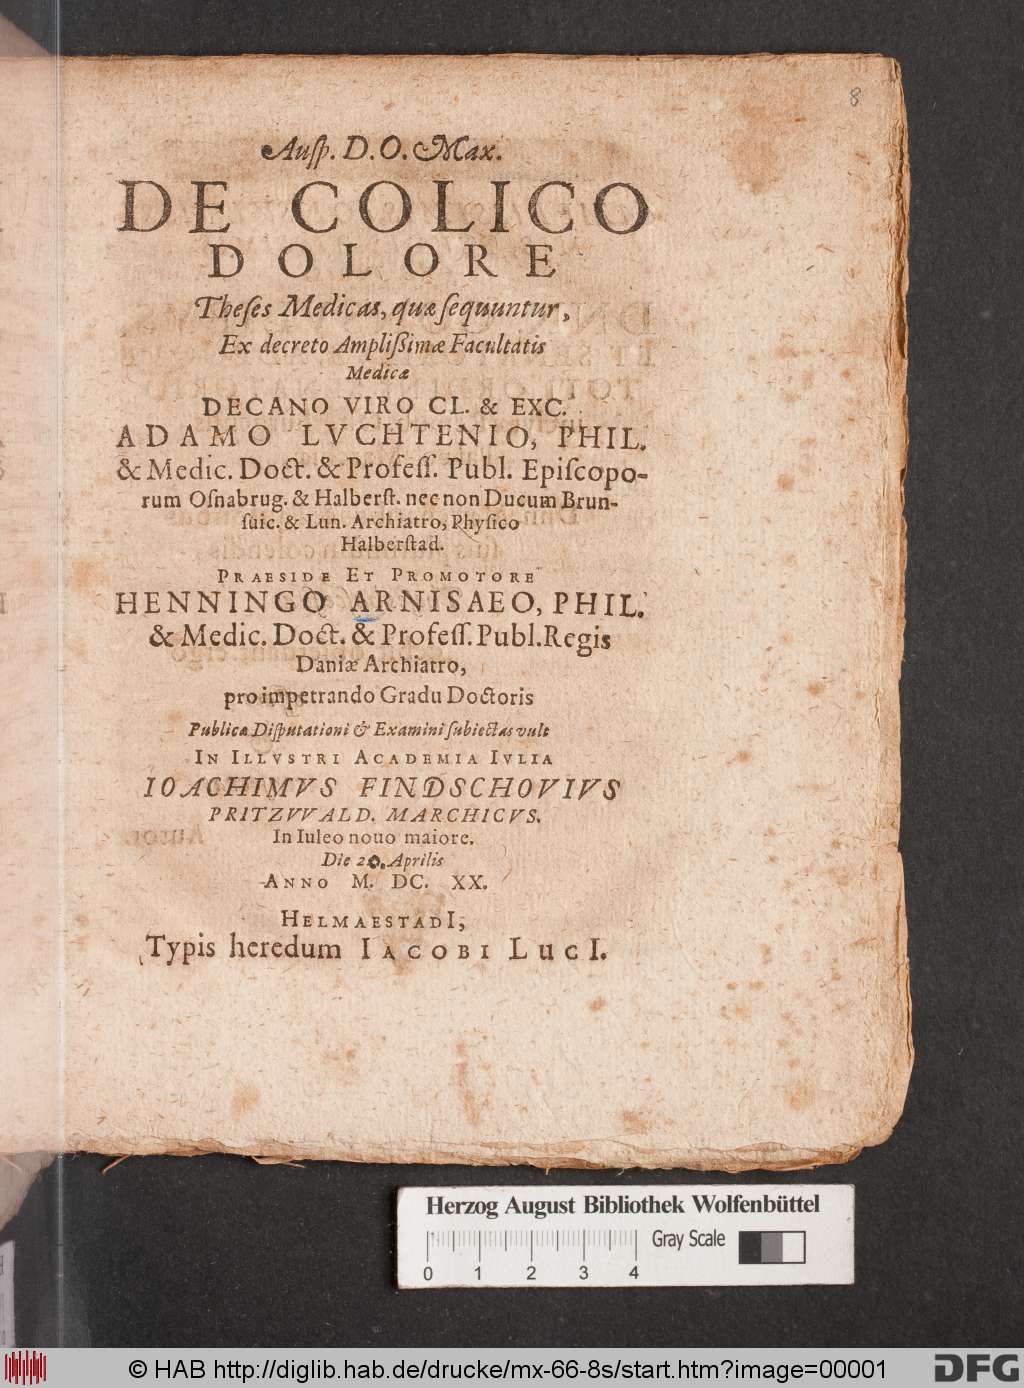 8
Auſp. D. O. Max.
DE COLICO
DOLORE
Theſes Medicas, quæ ſequuntur,
Ex decreto Ampliſſimæ Facultatis
Medicæ
DECANO VIRO CL. & EXC.
ADAMO LVCHTENIO, PHIL.
& Medic. Doct. & Profeſſ. Publ. Epiſcopo-
rum Oſnabrug. & Halberſt. nec non Ducum Brun-
ſuic. & Lun. Archiatro, Phyſico
Halberſtad.
PRAESIDE ET PROMOTORE
HENNINGO ARNISAEO, PHIL.
& Medic. Doct. & Profeſſ. Publ. Regis
Daniæ Archiatro,
pro impetrando Gradu Doctoris
Publicæ Diſputationi & Examini ſubiectas vult
IN ILLVSTRI ACADEMIA IVLIA
IOACHIMVS FINDSCHOVIVS
PRITZVVALD. MARCHICVS.
In Iuleo nouo maiore.
Die Aprilis
ANNO M. DC. XX.
HELMAESTADI,
Typis heredum IACOBI LUCI.
Herzog August Bibliothek Wolfenbüttel
Gray Scale
0 1 2 3 4
© HAB http://diglib.hab.de/drucke/mx-66-8s/start.htm?image=00001
DFG